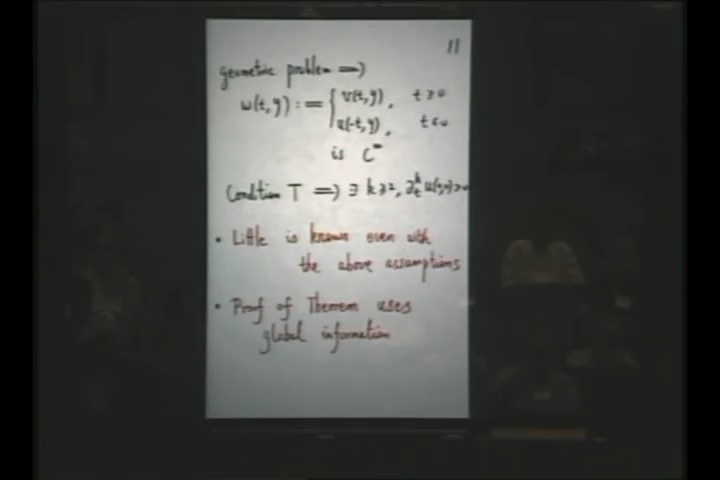 11
geometric problem ⟹
w(t,y) := { v(t,y), t ≥ 0
u(-t,y), t ≤ 0
is C^∞
Condition T ⟹ ∃ k ≥ 2, ∂_t^k
• Little is known even with
the above assumptions
• Proof of Theorem uses
global information